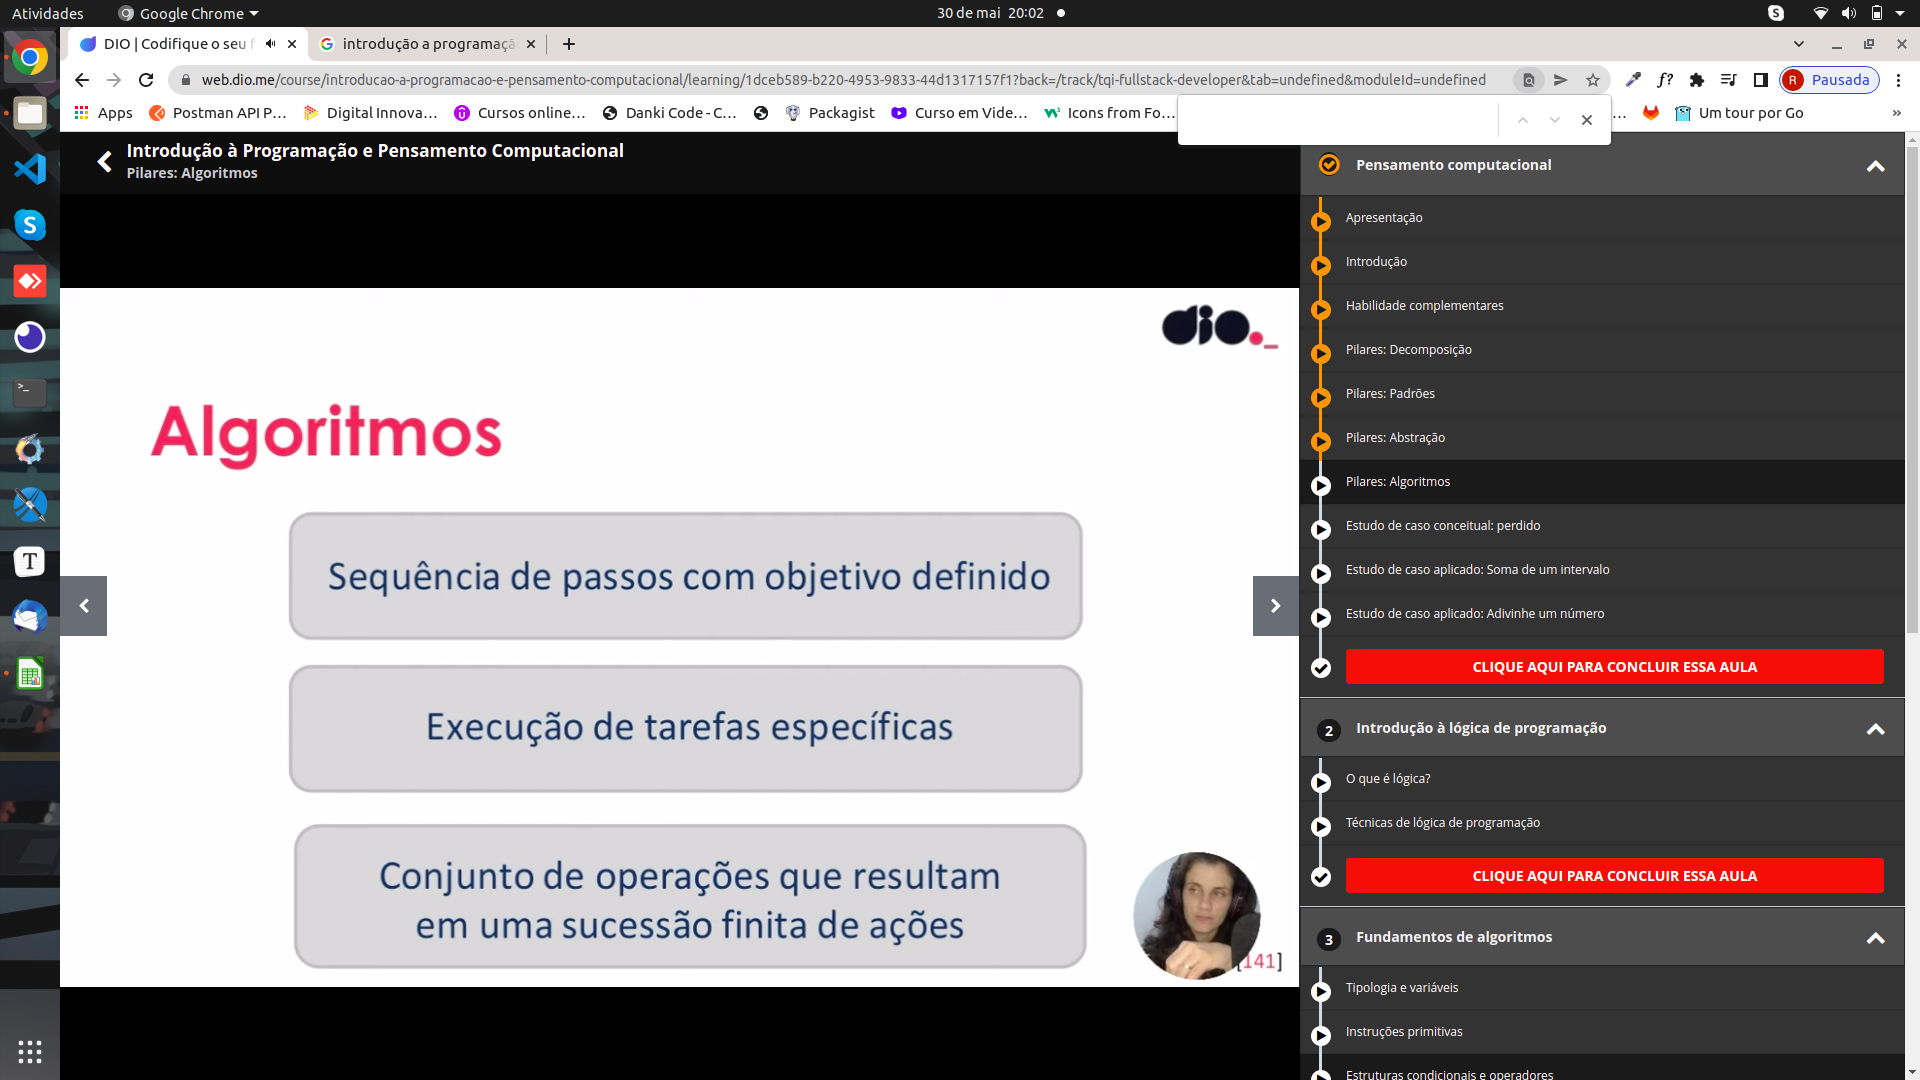 Atividades
Google Chrome
30 de mai 20:02
DIO | Codifique o seu f
introdução a programaçã
web.dio.me/course/introducao-a-programacao-e-pensamento-computacional/learning/1dceb589-b220-4953-9833-44d1317157f1?back=/track/tqi-fullstack-developer&tab=undefined&moduleId=undefined
f?
R Pausada
Apps
Postman API P…
Digital Innova…
Cursos online…
Danki Code - C…
Packagist
Curso em Vide…
Icons from Fo…
…
Um tour por Go
»
Introdução à Programação e Pensamento Computacional
Pilares: Algoritmos
dio._
Algoritmos
Sequência de passos com objetivo definido
Execução de tarefas específicas
Conjunto de operações que resultam
em uma sucessão finita de ações
[141]
Pensamento computacional
Apresentação
Introdução
Habilidade complementares
Pilares: Decomposição
Pilares: Padrões
Pilares: Abstração
Pilares: Algoritmos
Estudo de caso conceitual: perdido
Estudo de caso aplicado: Soma de um intervalo
Estudo de caso aplicado: Adivinhe um número
CLIQUE AQUI PARA CONCLUIR ESSA AULA
2 Introdução à lógica de programação
O que é lógica?
Técnicas de lógica de programação
CLIQUE AQUI PARA CONCLUIR ESSA AULA
3 Fundamentos de algoritmos
Tipologia e variáveis
Instruções primitivas
Estruturas condicionais e operadores